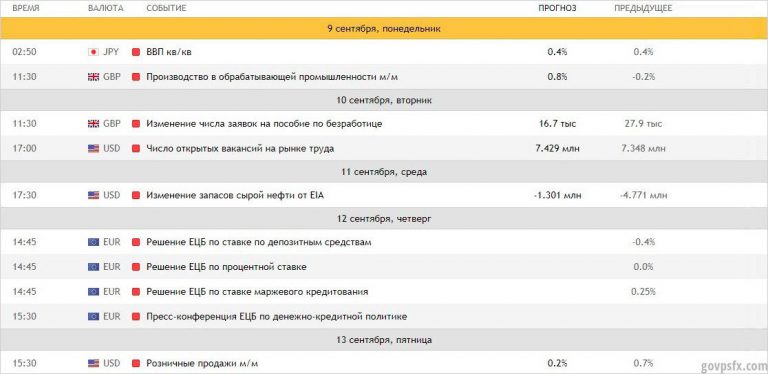 ВРЕМЯ ВАЛЮТА СОБЫТИЕ ПРОГНОЗ ПРЕДЫДУЩЕЕ
9 сентября, понедельник
02:50 JPY ВВП кв/кв 0.4% 0.4%
11:30 GBP Производство в обрабатывающей промышленности м/м 0.8% -0.2%
10 сентября, вторник
11:30 GBP Изменение числа заявок на пособие по безработице 16.7 тыс 27.9 тыс
17:00 USD Число открытых вакансий на рынке труда 7.429 млн 7.348 млн
11 сентября, среда
17:30 USD Изменение запасов сырой нефти от EIA -1.301 млн -4.771 млн
12 сентября, четверг
14:45 EUR Решение ЕЦБ по ставке по депозитным средствам -0.4%
14:45 EUR Решение ЕЦБ по процентной ставке 0.0%
14:45 EUR Решение ЕЦБ по ставке маржевого кредитования 0.25%
15:30 EUR Пресс-конференция ЕЦБ по денежно-кредитной политике
13 сентября, пятница
15:30 USD Розничные продажи м/м 0.2% 0.7%
govpsfx.com